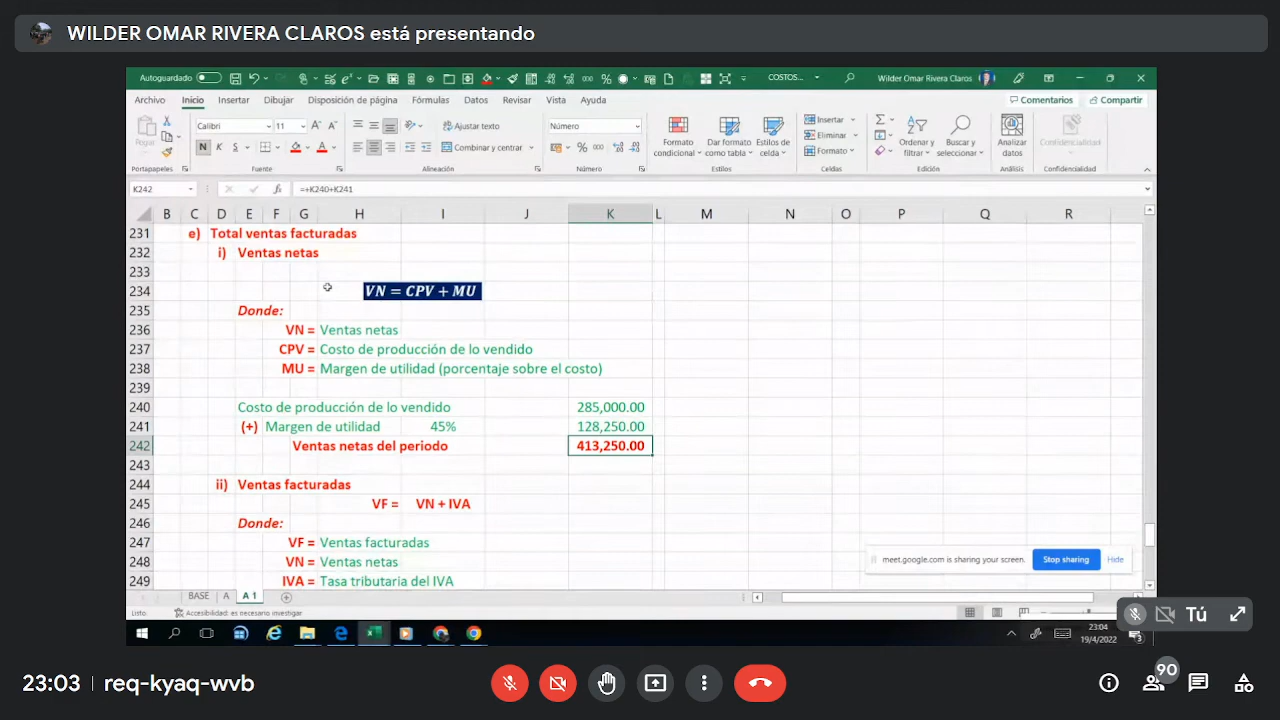 WILDER OMAR RIVERA CLAROS está presentando
Autoguardado
COSTOS...
Wilder Omar Rivera Claros
Archivo Inicio Insertar Dibujar Disposición de página Fórmulas Datos Revisar Vista Ayuda Comentarios Compartir
Pegar
Calibri 11
N K S
Ajustar texto
Combinar y centrar
Número
Formato condicional
Dar formato como tabla
Estilos de celda
Insertar
Eliminar
Formato
Ordenar y filtrar
Buscar y seleccionar
Analizar datos
Confidencialidad
Portapapeles Fuente Alineación Número Estilos Celdas Edición Análisis Confidencialidad
K242 fx =+K240+K241
B C D E F G H I J K L M N O P Q R
231 e) Total ventas facturadas
232 i) Ventas netas
233
234 VN = CPV + MU
235 Donde:
236 VN = Ventas netas
237 CPV = Costo de producción de lo vendido
238 MU = Margen de utilidad (porcentaje sobre el costo)
239
240 Costo de producción de lo vendido 285,000.00
241 (+) Margen de utilidad 45% 128,250.00
242 Ventas netas del periodo 413,250.00
243
244 ii) Ventas facturadas
245 VF = VN + IVA
246 Donde:
247 VF = Ventas facturadas
248 VN = Ventas netas
249 IVA = Tasa tributaria del IVA
meet.google.com is sharing your screen. Stop sharing Hide
BASE A A 1
Listo Accesibilidad: es necesario investigar
Tú
23:04
19/4/2022
3
23:03 | req-kyaq-wvb
90